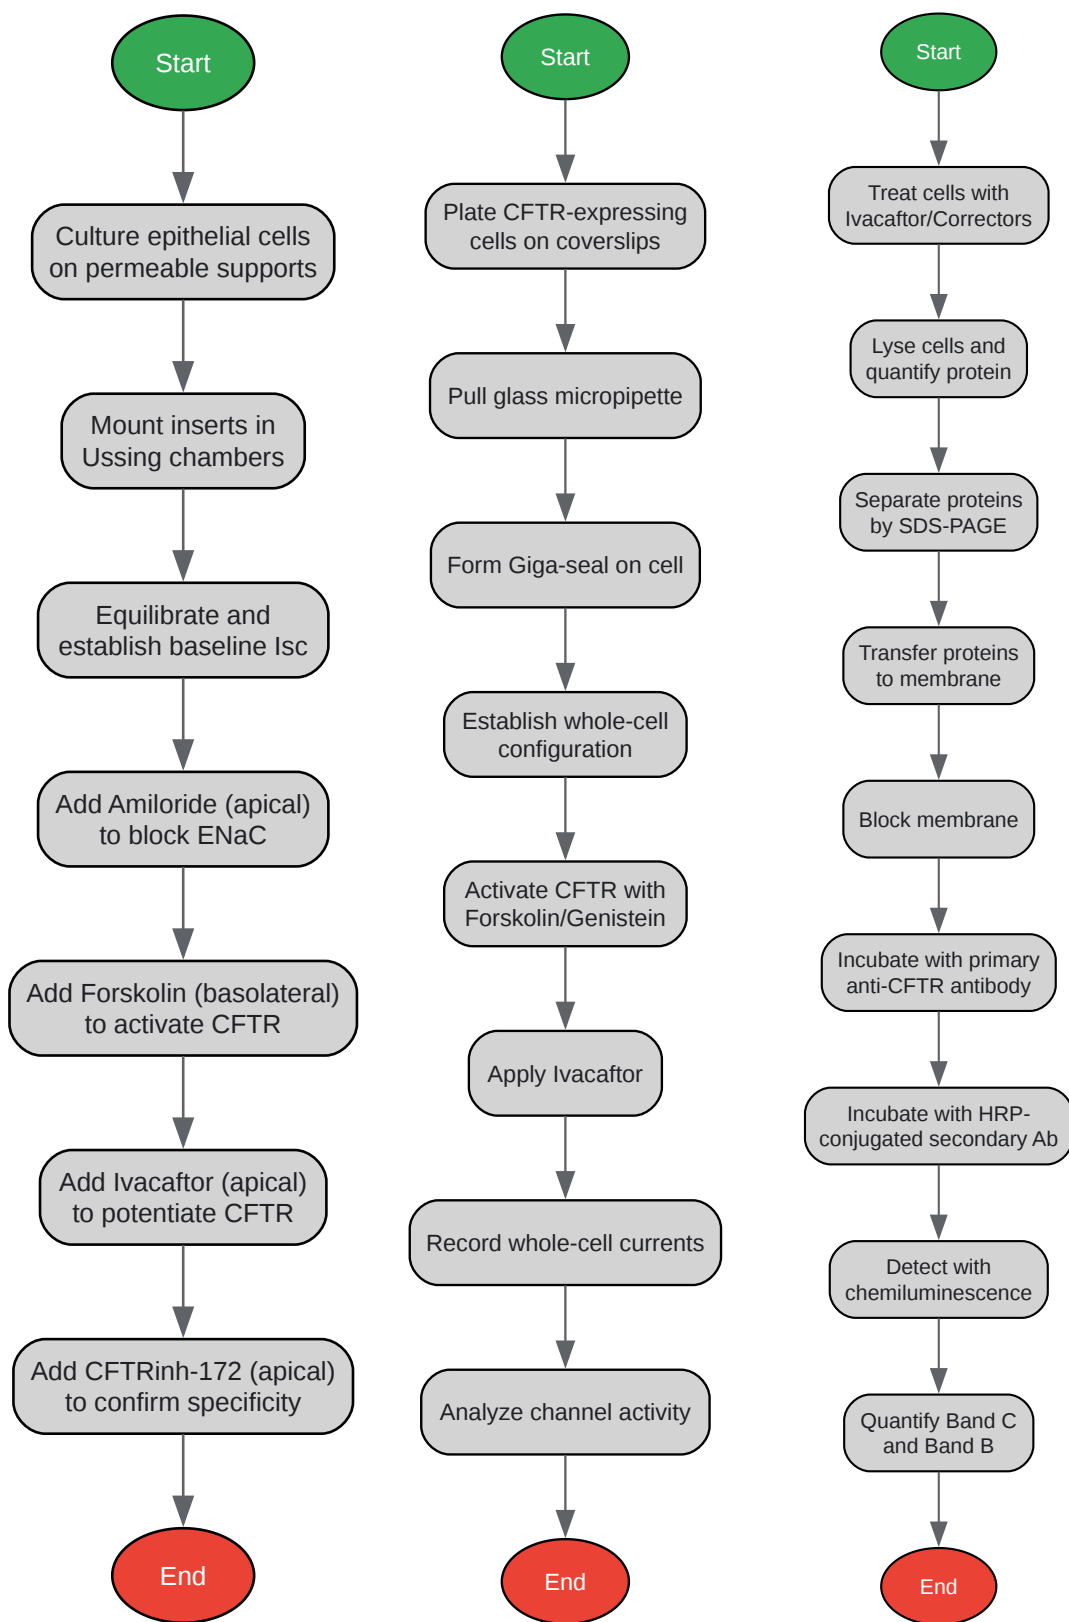 Start
Culture epithelial cells
on permeable supports
Mount inserts in
Ussing chambers
Equilibrate and
establish baseline Isc
Add Amiloride (apical)
to block ENaC
Add Forskolin (basolateral)
to activate CFTR
Add Ivacaftor (apical)
to potentiate CFTR
Add CFTRinh-172 (apical)
to confirm specificity
End
Start
Plate CFTR-expressing
cells on coverslips
Pull glass micropipette
Form Giga-seal on cell
Establish whole-cell
configuration
Activate CFTR with
Forskolin/Genistein
Apply Ivacaftor
Record whole-cell currents
Analyze channel activity
End
Start
Treat cells with
Ivacaftor/Correctors
Lyse cells and
quantify protein
Separate proteins
by SDS-PAGE
Transfer proteins
to membrane
Block membrane
Incubate with primary
anti-CFTR antibody
Incubate with HRP-
conjugated secondary Ab
Detect with
chemiluminescence
Quantify Band C
and Band B
End